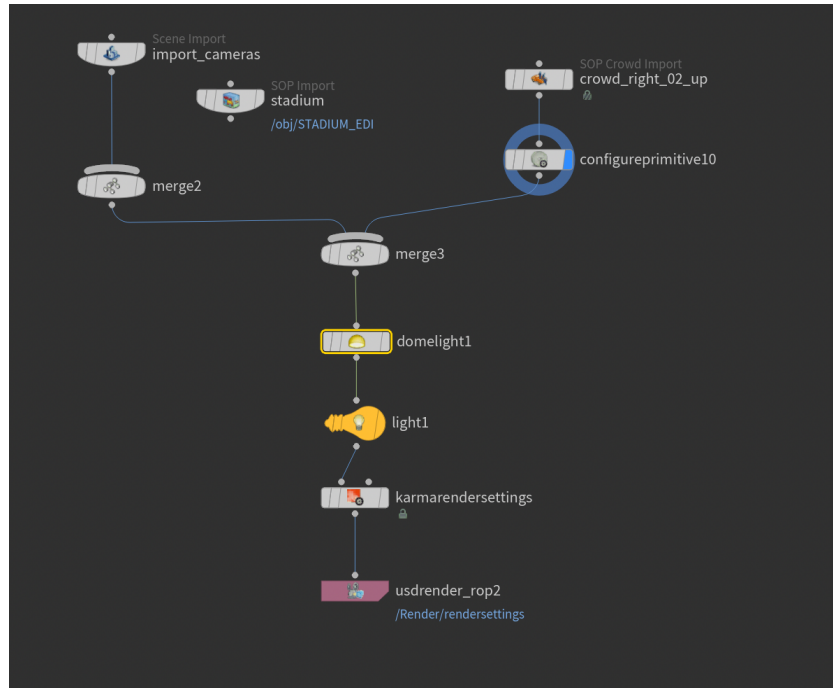 Scene Import
import_cameras
SOP Import
stadium
/obj/STADIUM_EDI
SOP Crowd Import
crowd_right_02_up
configureprimitive10
merge2
merge3
domelight1
light1
karmarendersettings
usdrender_rop2
/Render/rendersettings